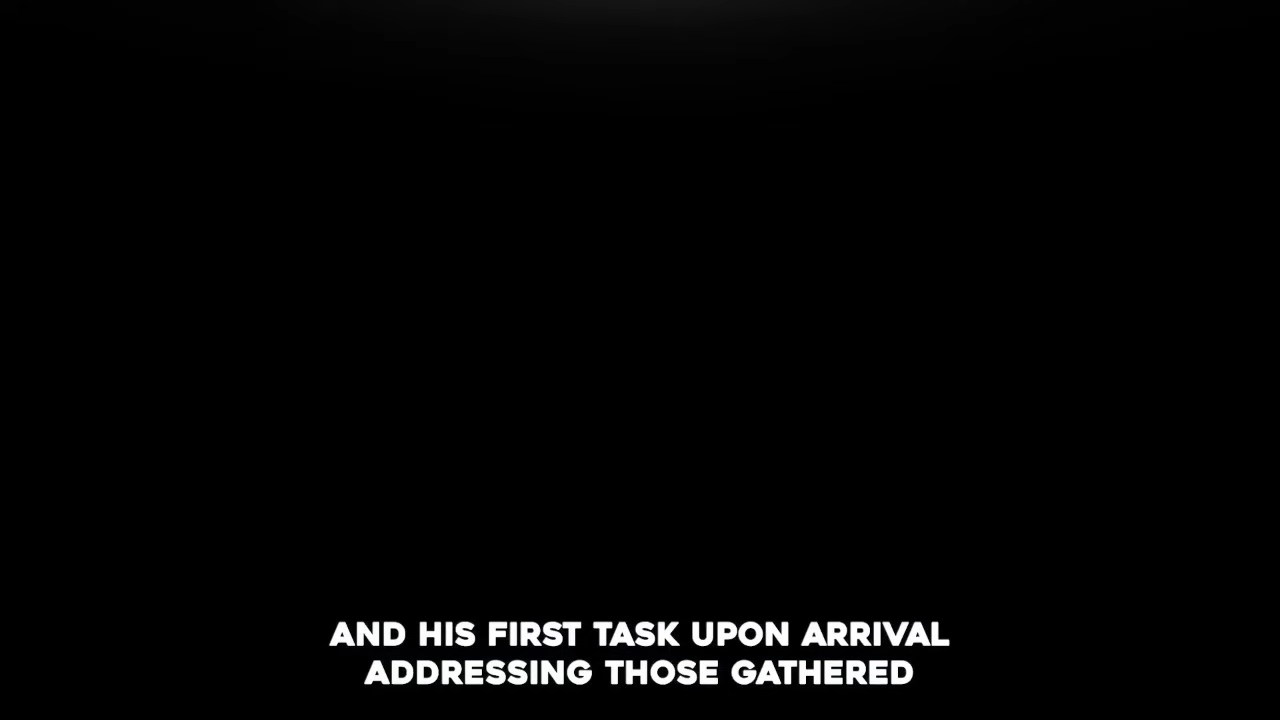 AND HIS FIRST TASK UPON ARRIVAL
ADDRESSING THOSE GATHERED